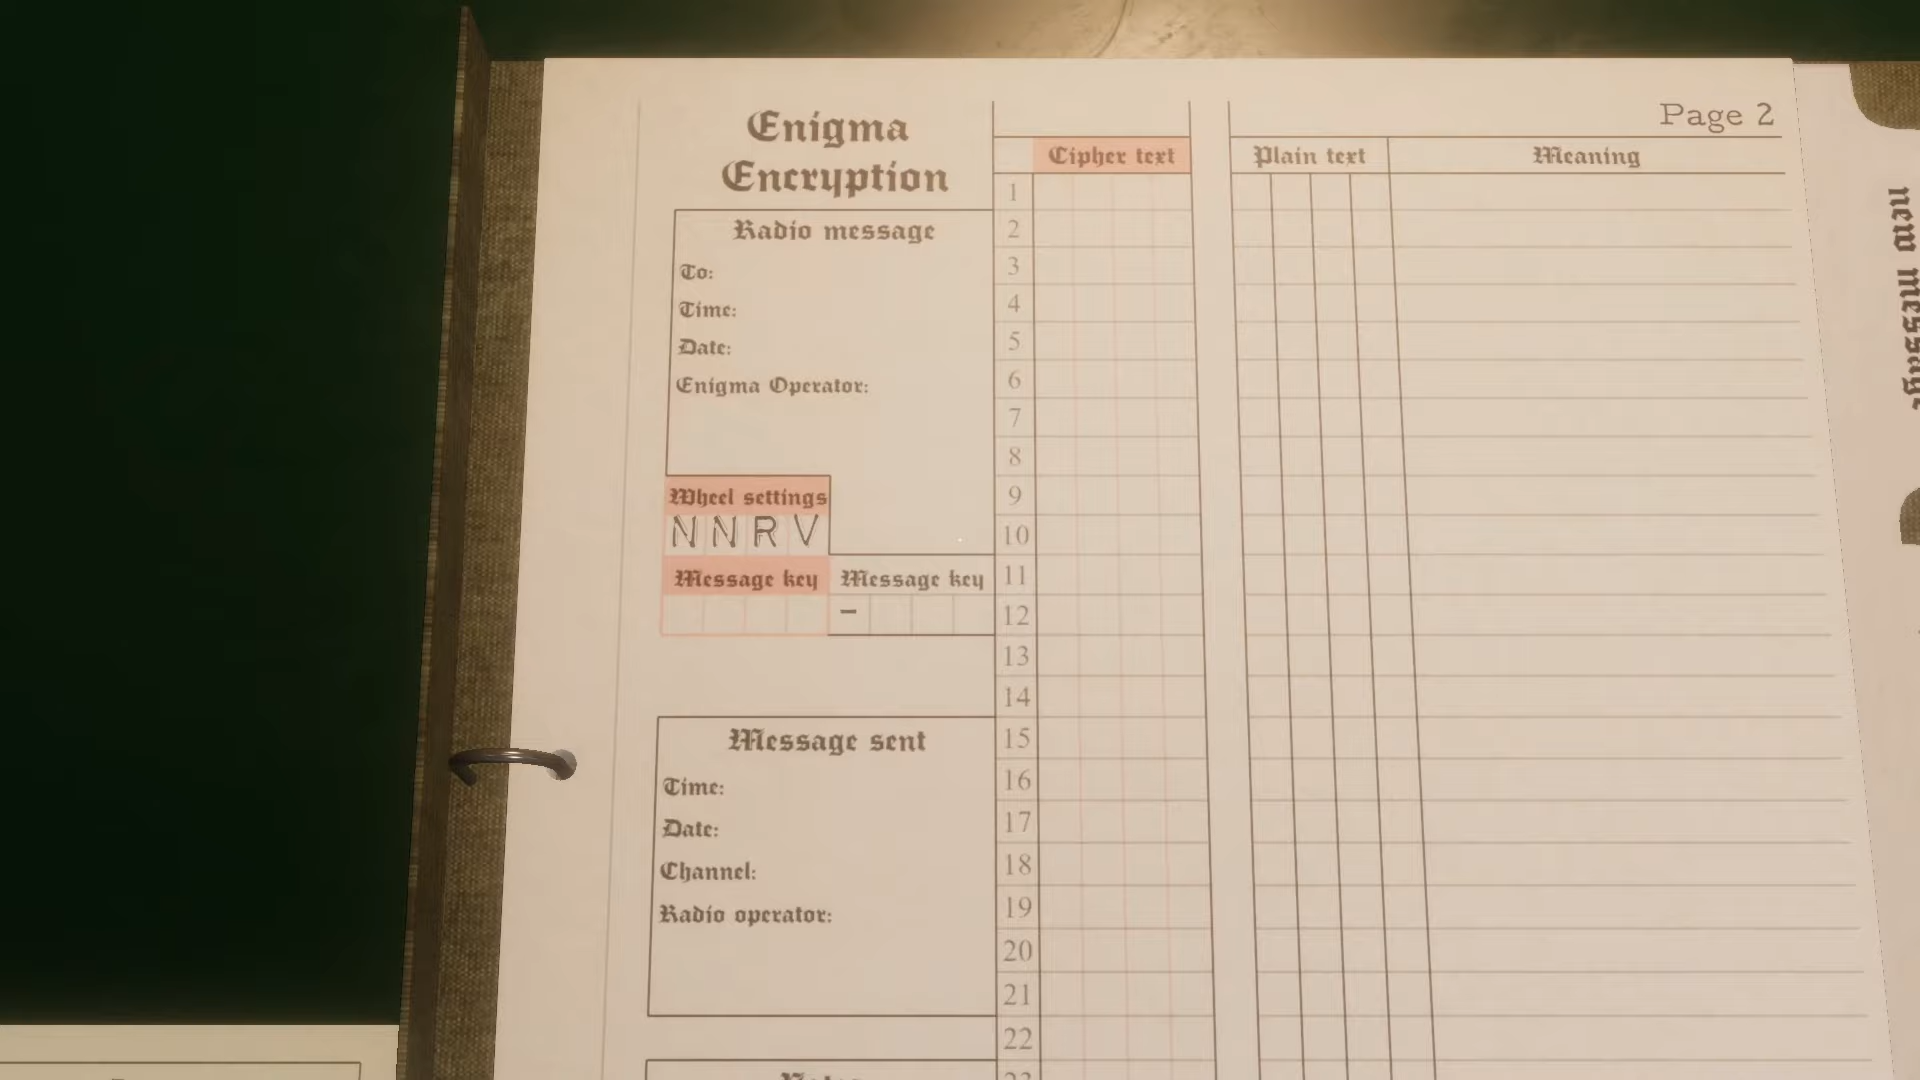 Page 2
Enigma
Encryption
Radio message
To:
Time:
Date:
Enigma Operator:
Wheel settings
N N R V
Message key
Message key
–
Message sent
Time:
Date:
Channel:
Radio operator:
Cipher text
Plain text
Meaning
1
2
3
4
5
6
7
8
9
10
11
12
13
14
15
16
17
18
19
20
21
22
23
new message